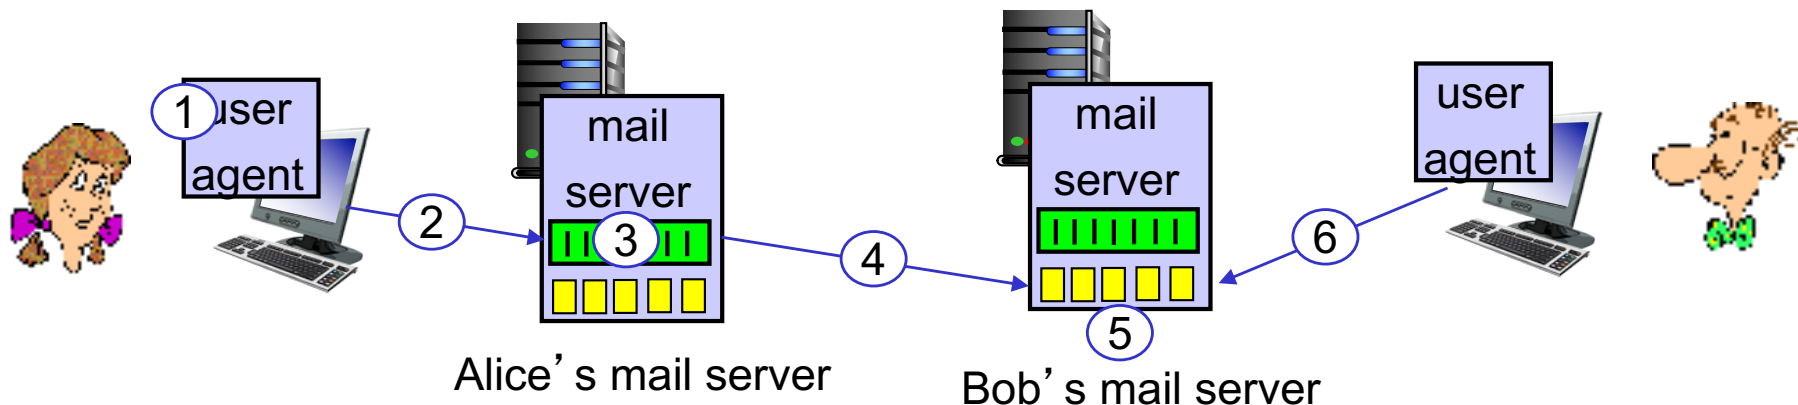 1
user
agent
2
mail
server
3
Alice’s mail server
4
mail
server
5
Bob’s mail server
6
user
agent